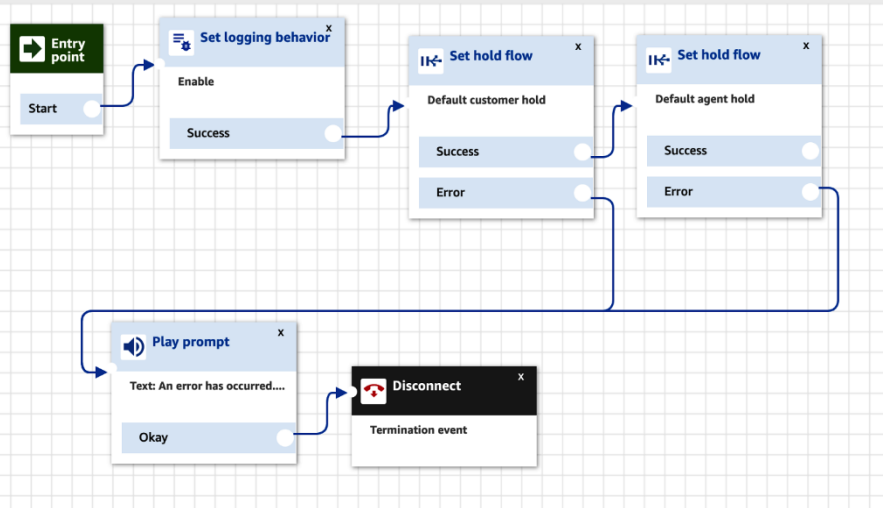 Entry
point
Start
x
Set logging behavior
Enable
Success
x
Set hold flow
Default customer hold
Success
Error
x
Set hold flow
Default agent hold
Success
Error
x
Play prompt
Text: An error has occurred....
Okay
x
Disconnect
Termination event